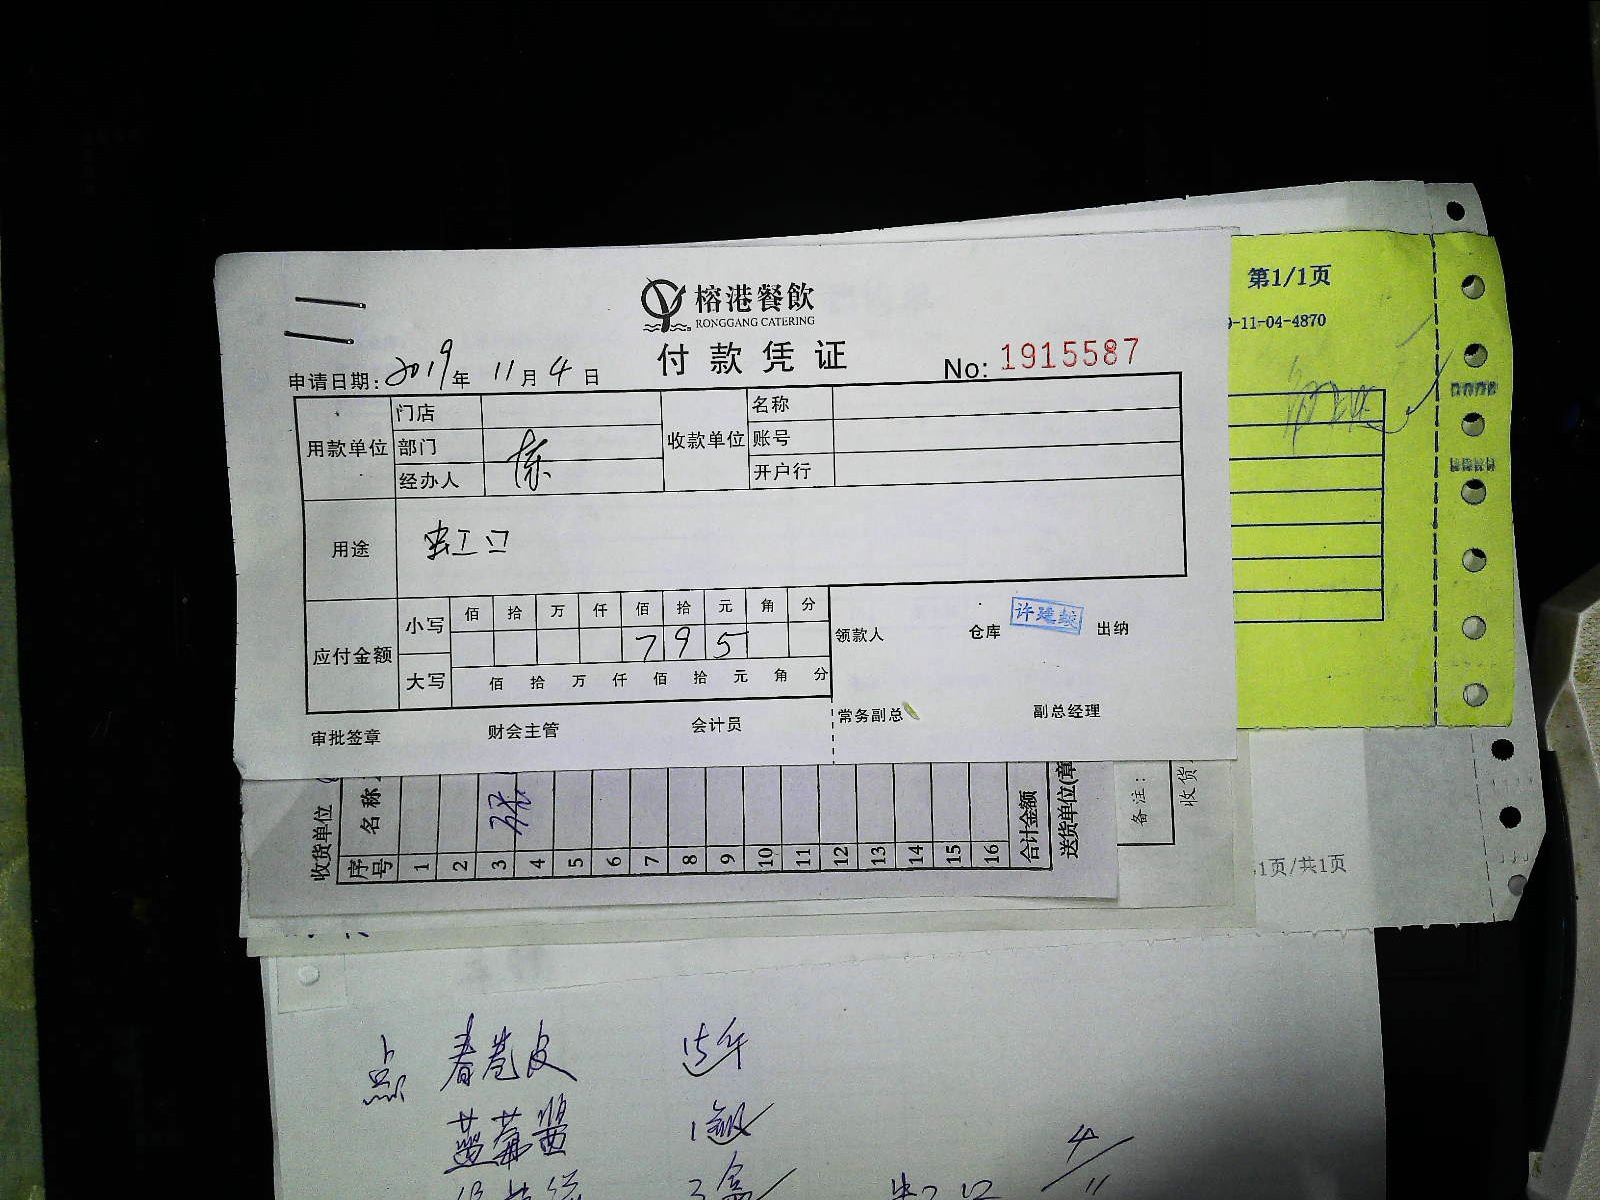 榕港餐飲
RONGGANG CATERING
付款凭证
No: 1915587
申请日期: 2019年 11月 4日
用款单位 门店 收款单位 名称
部门 账号
经办人 陈 开户行
用途 虹口
应付金额 小写 佰 拾 万 仟 佰 拾 元 角 分
7 9 5
大写 佰 拾 万 仟 佰 拾 元 角 分
领款人 仓库 许建蛟 出纳
常务副总 副总经理
审批签章 财会主管 会计员
第1/1页
9-11-04-4870
收货单位
名称
序号 1 2 3 4 5 6 7 8 9 10 11 12 13 14 15 16 合计金额
送货单位(章
备注:
收货
1页/共1页
点 春卷皮
蓝莓酱
4/11